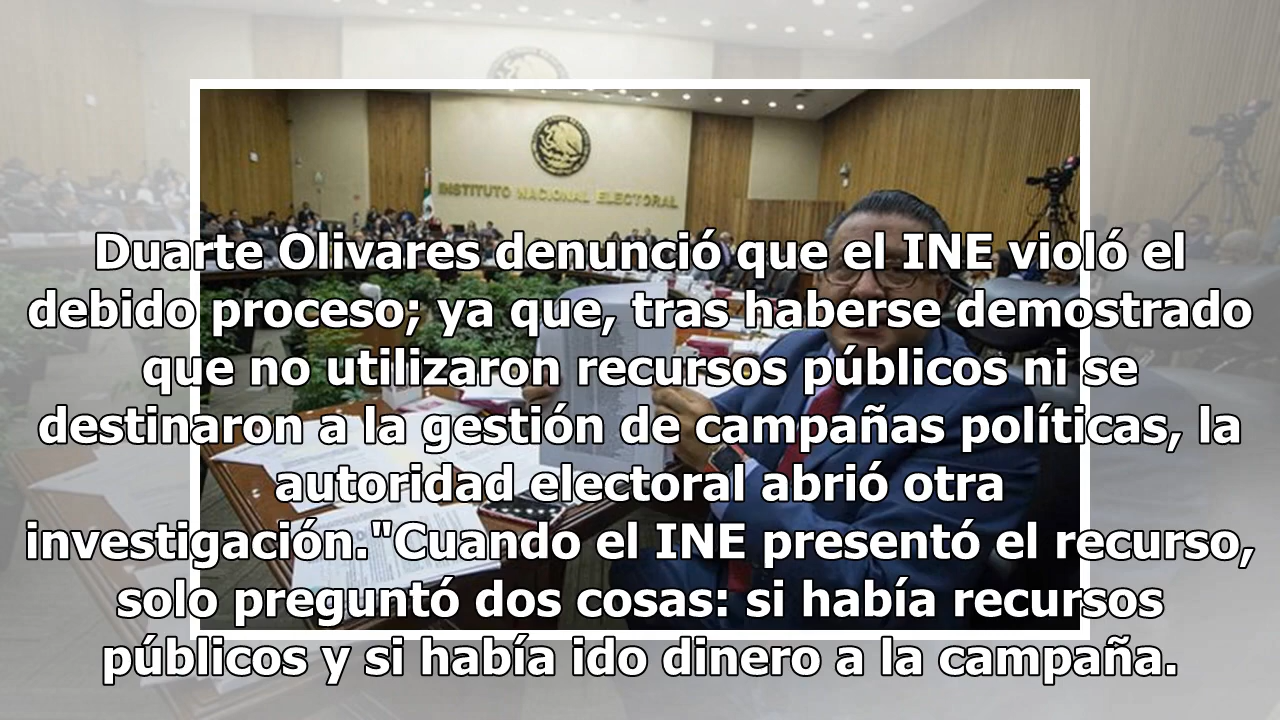 INSTITUTO NACIONAL ELECTORAL
Duarte Olivares denunció que el INE violó el
debido proceso; ya que, tras haberse demostrado
que no utilizaron recursos públicos ni se
destinaron a la gestión de campañas políticas, la
autoridad electoral abrió otra
investigación."Cuando el INE presentó el recurso,
solo preguntó dos cosas: si había recursos
públicos y si había ido dinero a la campaña.